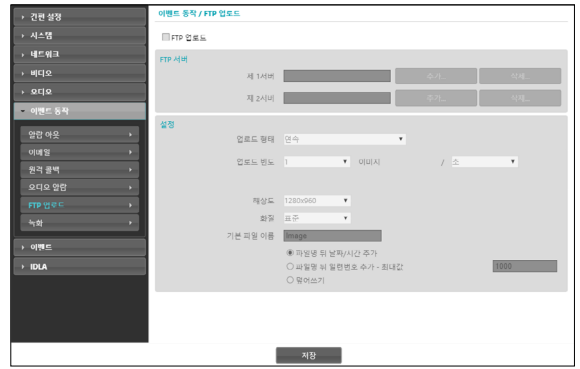 간편 설정
시스템
네트워크
비디오
오디오
이벤트 동작
알람 아웃
이메일
원격 콜백
오디오 알람
FTP 업로드
녹화
이벤트
IDLA
이벤트 동작 / FTP 업로드
FTP 업로드
FTP 서버
제 1서버 추가... 삭제...
제 2서버 추가... 삭제...
설정
업로드 형태 연속
업로드 빈도 1 이미지 / 초
해상도 1280x960
화질 표준
기본 파일 이름 Image
파일명 뒤 날짜/시간 추가
파일명 뒤 일련번호 추가 - 최대값 1000
덮어쓰기
저장